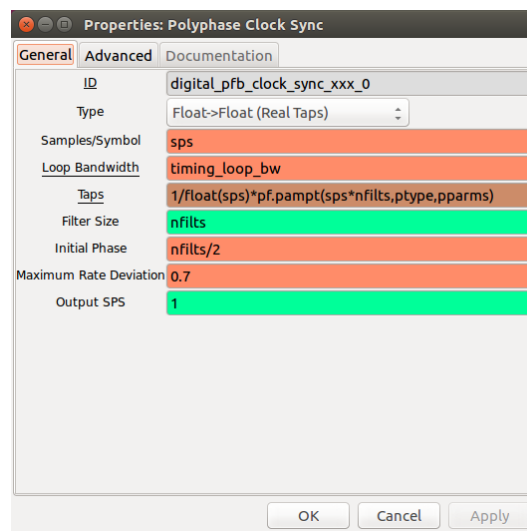 Properties: Polyphase Clock Sync
General Advanced Documentation
ID digital_pfb_clock_sync_xxx_0
Type Float->Float (Real Taps)
Samples/Symbol sps
Loop Bandwidth timing_loop_bw
Taps 1/float(sps)*pf.pampt(sps*nfilts,ptype,pparms)
Filter Size nfilts
Initial Phase nfilts/2
Maximum Rate Deviation 0.7
Output SPS 1
OK Cancel Apply